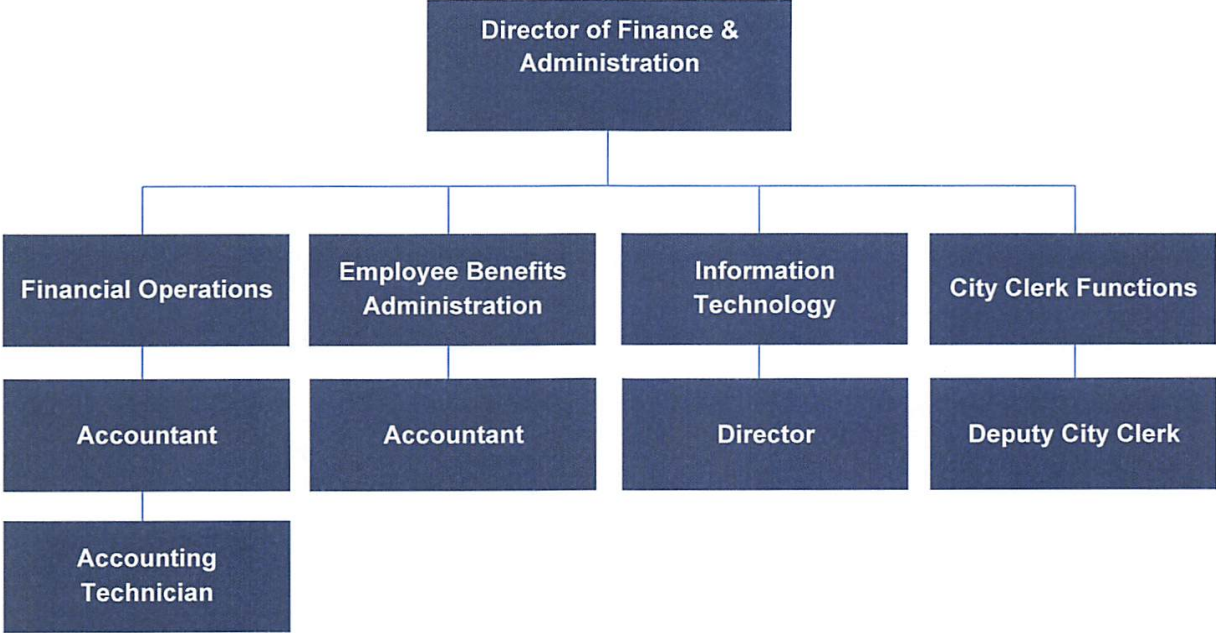 Director of Finance &
Administration
Financial Operations
Employee Benefits
Administration
Information
Technology
City Clerk Functions
Accountant
Accountant
Director
Deputy City Clerk
Accounting
Technician